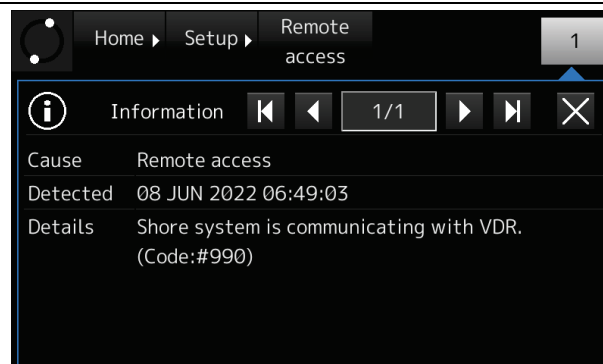 Home Setup Remote access 1
Information 1/1
Cause Remote access
Detected 08 JUN 2022 06:49:03
Details Shore system is communicating with VDR.
(Code:#990)